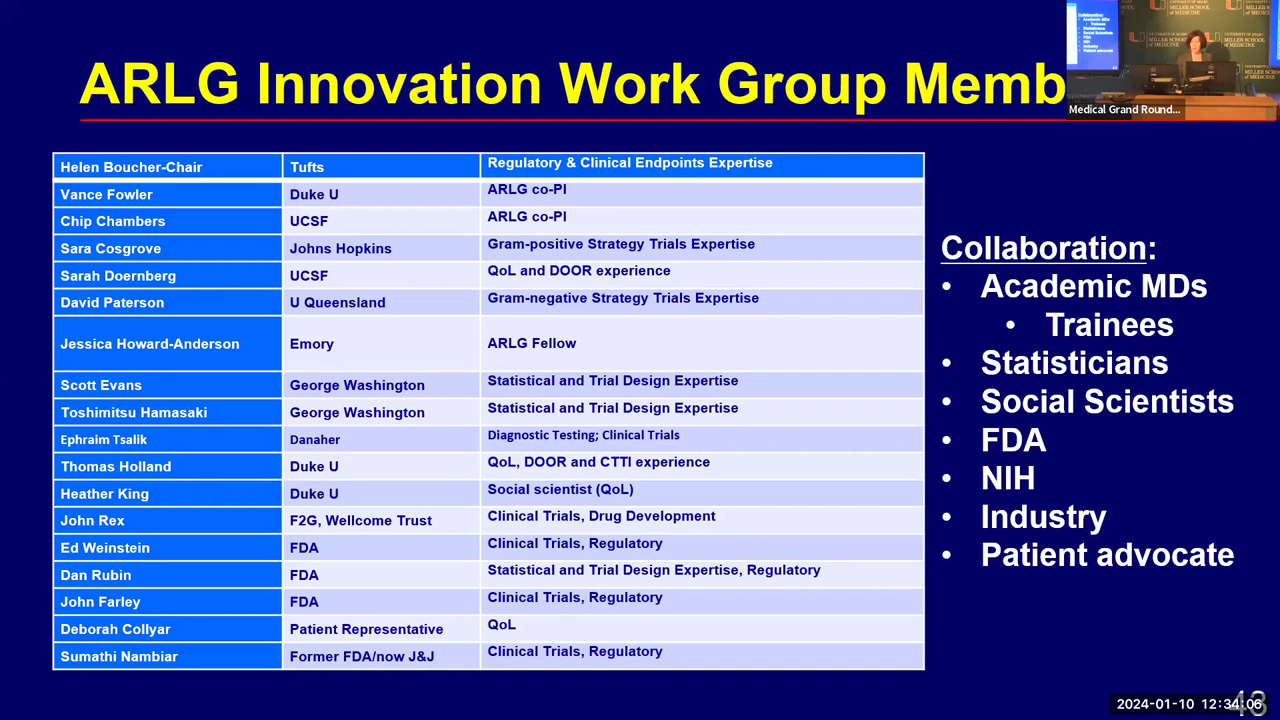 ARLG Innovation Work Group Memb
Medical Grand Round...
Helen Boucher-Chair Tufts Regulatory & Clinical Endpoints Expertise
Vance Fowler Duke U ARLG co-PI
Chip Chambers UCSF ARLG co-PI
Sara Cosgrove Johns Hopkins Gram-positive Strategy Trials Expertise
Sarah Doernberg UCSF QoL and DOOR experience
David Paterson U Queensland Gram-negative Strategy Trials Expertise
Jessica Howard-Anderson Emory ARLG Fellow
Scott Evans George Washington Statistical and Trial Design Expertise
Toshimitsu Hamasaki George Washington Statistical and Trial Design Expertise
Ephraim Tsalik Danaher Diagnostic Testing; Clinical Trials
Thomas Holland Duke U QoL, DOOR and CTTI experience
Heather King Duke U Social scientist (QoL)
John Rex F2G, Wellcome Trust Clinical Trials, Drug Development
Ed Weinstein FDA Clinical Trials, Regulatory
Dan Rubin FDA Statistical and Trial Design Expertise, Regulatory
John Farley FDA Clinical Trials, Regulatory
Deborah Collyar Patient Representative QoL
Sumathi Nambiar Former FDA/now J&J Clinical Trials, Regulatory
Collaboration:
• Academic MDs
• Trainees
• Statisticians
• Social Scientists
• FDA
• NIH
• Industry
• Patient advocate
2024-01-10 12:34:06
43